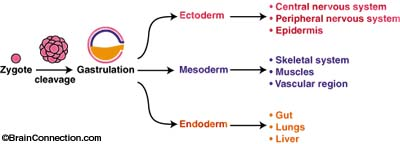 Ectoderm
• Central nervous system
• Peripheral nervous system
• Epidermis
Zygote
cleavage
Gastrulation
Mesoderm
• Skeletal system
• Muscles
• Vascular region
Endoderm
• Gut
• Lungs
• Liver
©BrainConnection.com